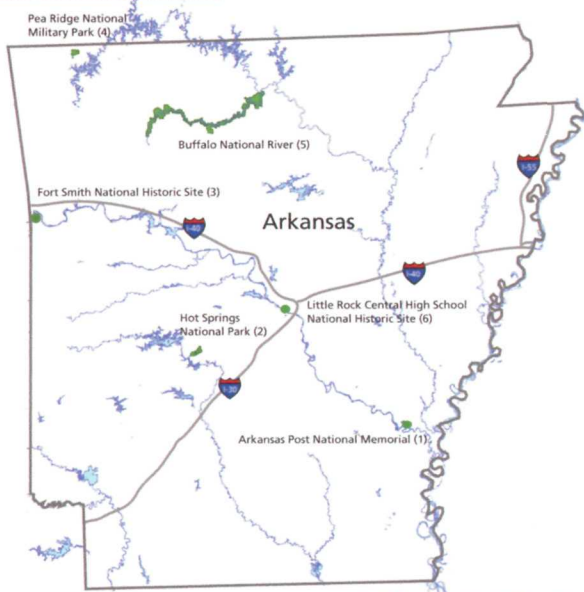 Pea Ridge National
Military Park (4)
Buffalo National River (5)
Fort Smith National Historic Site (3)
I-55
I-40
Arkansas
I-40
Hot Springs
National Park (2)
Little Rock Central High School
National Historic Site (6)
I-30
Arkansas Post National Memorial (1)